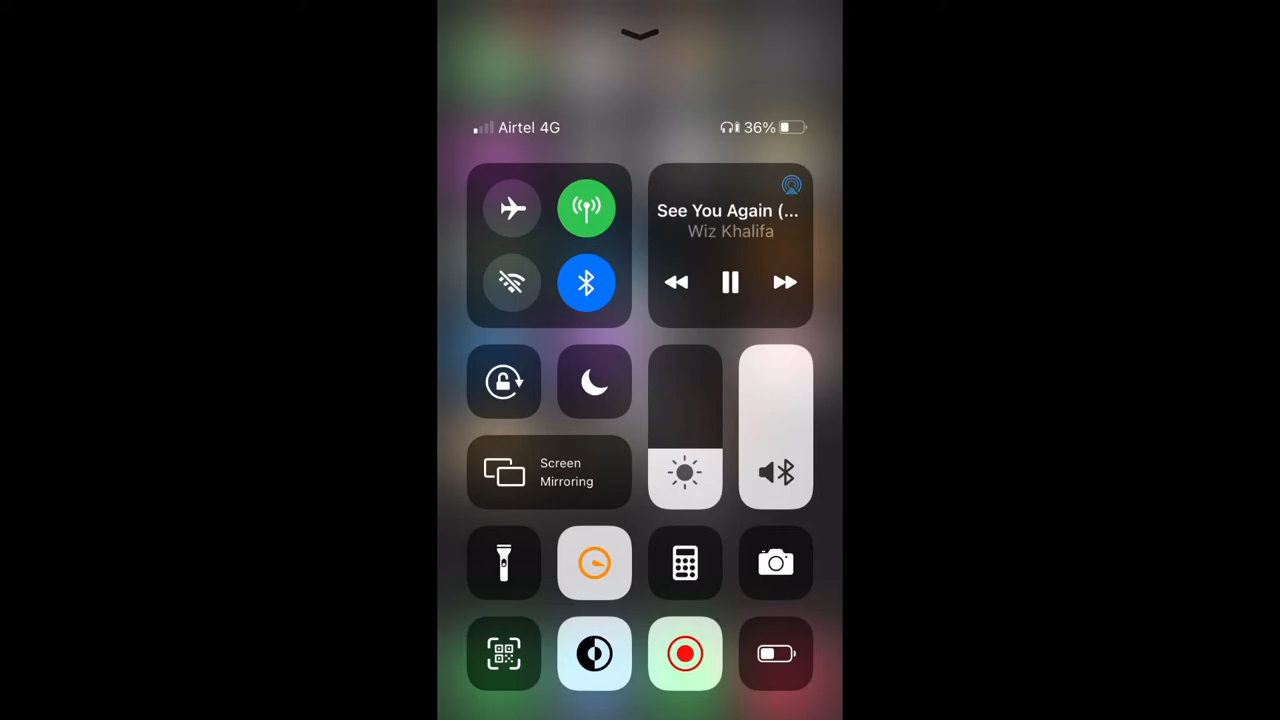 Airtel 4G
36%
See You Again (...
Wiz Khalifa
Screen
Mirroring